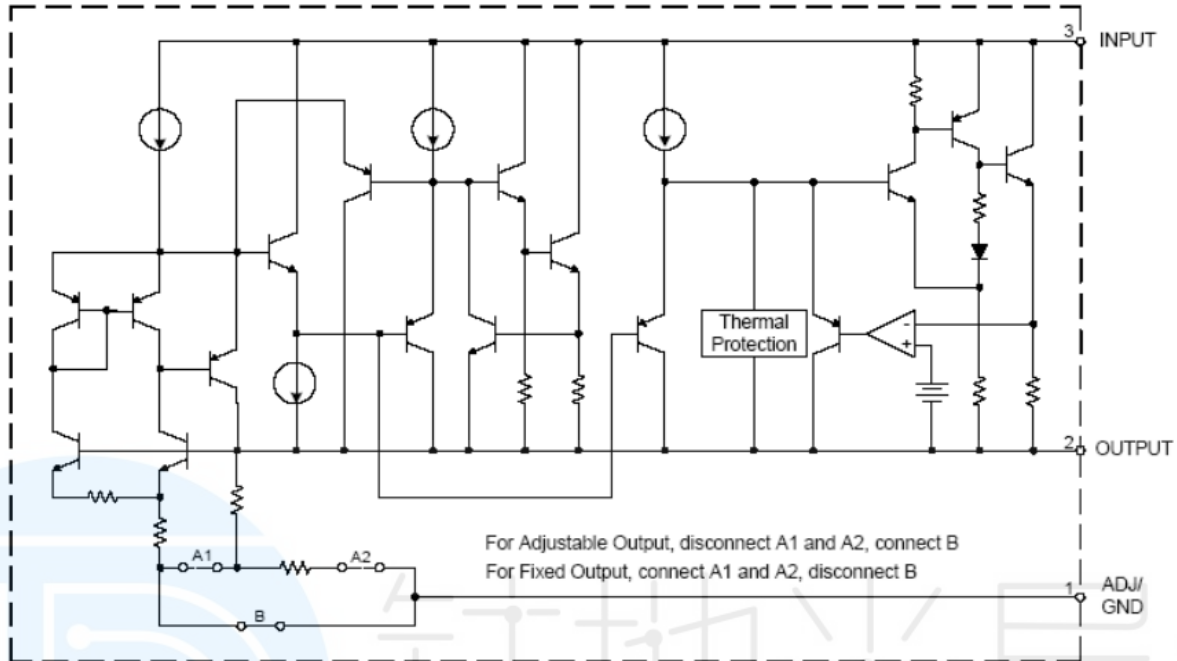 3 INPUT
Thermal
Protection
-
+
2 OUTPUT
For Adjustable Output, disconnect A1 and A2, connect B
For Fixed Output, connect A1 and A2, disconnect B
A1
A2
1 ADJ/
GND
B